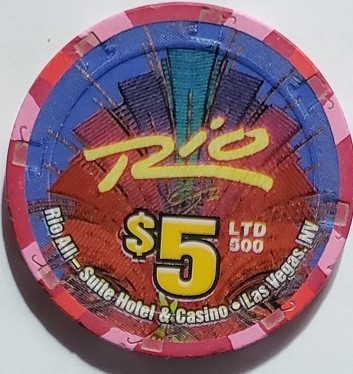 Rio
$5
LTD
500
Rio All-Suite Hotel & Casino • Las Vegas, NV